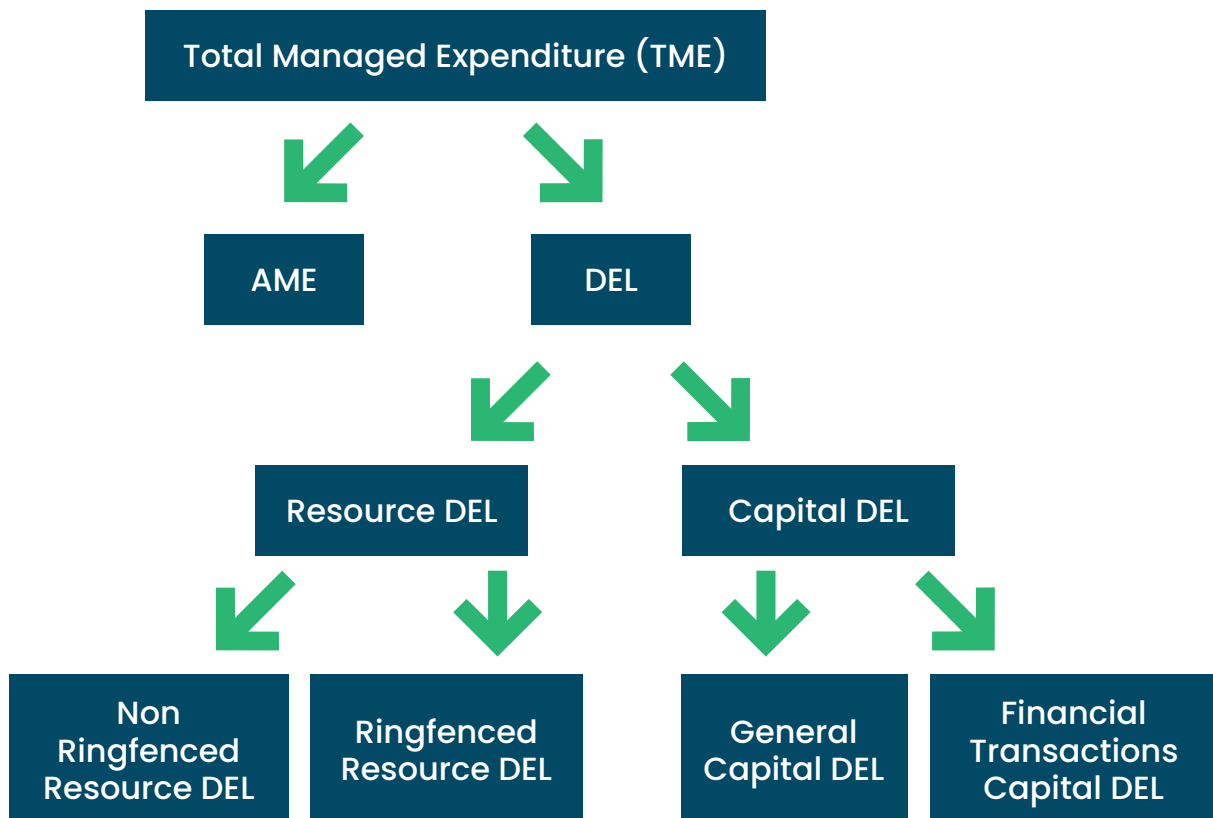 Total Managed Expenditure (TME)
AME
DEL
Resource DEL
Capital DEL
Non
Ringfenced
Resource DEL
Ringfenced
Resource DEL
General
Capital DEL
Financial
Transactions
Capital DEL